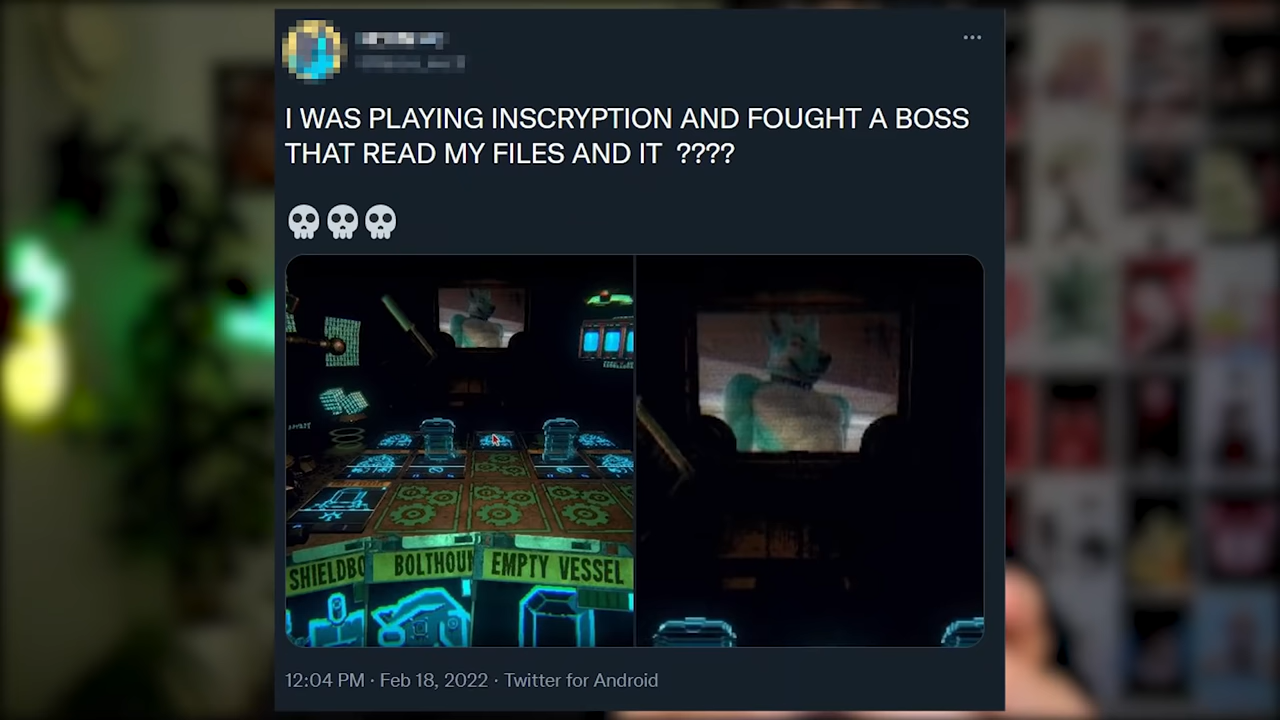 I WAS PLAYING INSCRYPTION AND FOUGHT A BOSS
THAT READ MY FILES AND IT ????
💀💀💀
BOLTHOUN
EMPTY VESSEL
SHIELDBO
12:04 PM · Feb 18, 2022 · Twitter for Android